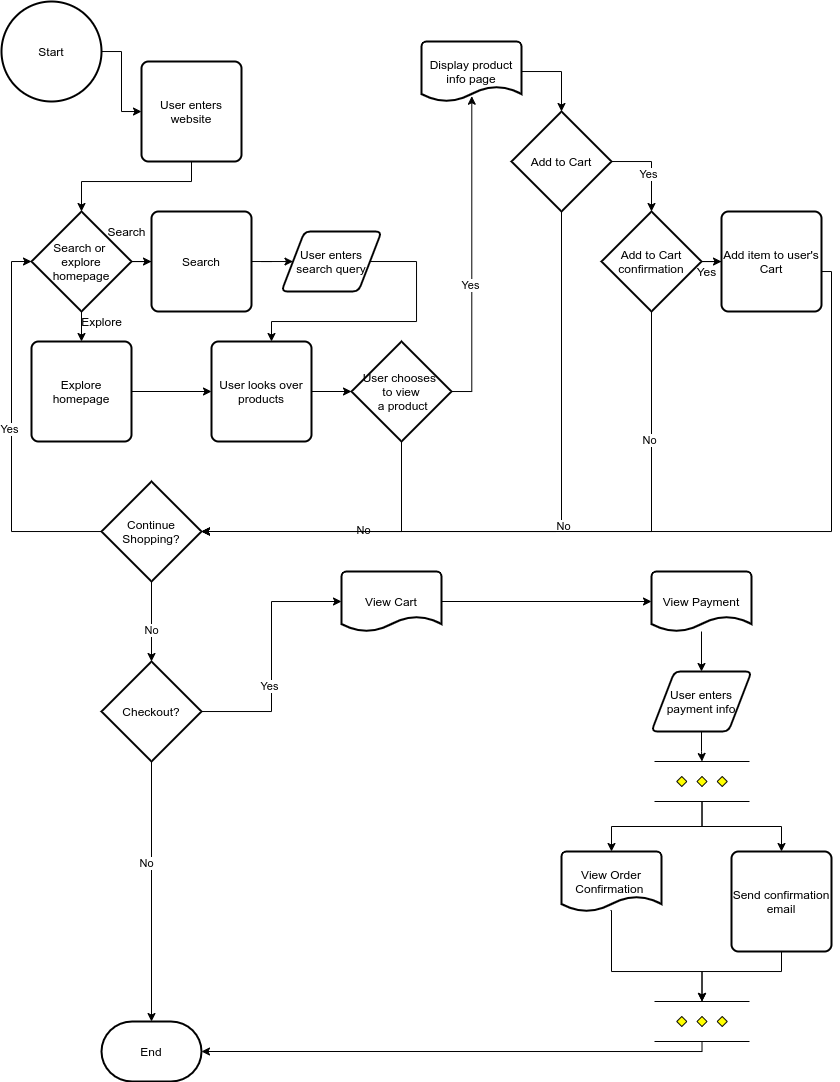 Start
User enters
website
Display product
info page
Add to Cart
Yes
Search or
explore
homepage
Search
Search
User enters
search query
Add to Cart
confirmation
Yes
Add item to user's
Cart
Explore
Yes
Explore
homepage
User looks over
products
User chooses
to view
a product
Yes
No
Continue
Shopping?
No
No
View Cart
View Payment
No
Yes
User enters
payment info
Checkout?
No
View Order
Confirmation
Send confirmation
email
End